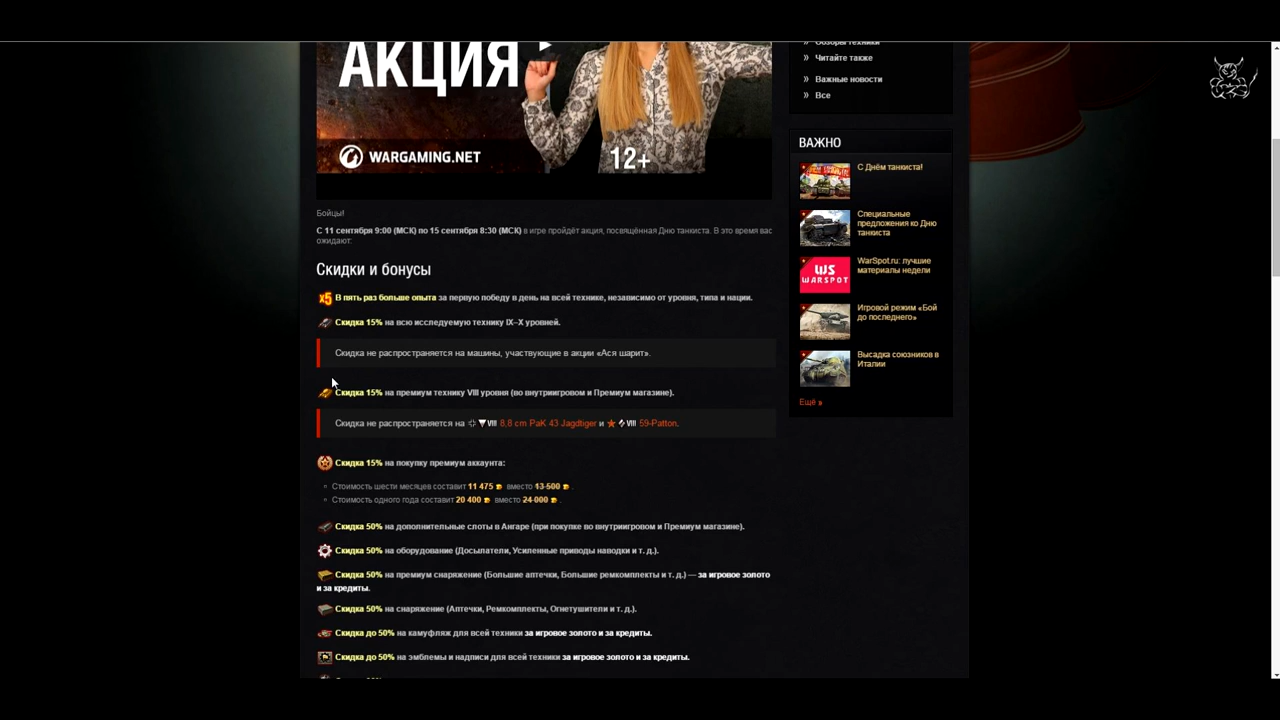 АКЦИЯ
WARGAMING.NET
12+
Бойцы!
С 11 сентября 9:00 (МСК) по 15 сентября 8:30 (МСК) в игре пройдёт акция, посвящённая Дню танкиста. В это время вас
ожидают:
Скидки и бонусы
x5 В пять раз больше опыта за первую победу в день на всей технике, независимо от уровня, типа и нации.
Скидка 15% на всю исследуемую технику IX–X уровней.
Скидка не распространяется на машины, участвующие в акции «Ася шарит».
Скидка 15% на премиум технику VIII уровня (во внутриигровом и Премиум магазине).
Скидка не распространяется на VIII 8,8 cm PaK 43 Jagdtiger и VIII 59-Patton.
Скидка 15% на покупку премиум аккаунта:
Стоимость шести месяцев составит 11 475 вместо 13 500 .
Стоимость одного года составит 20 400 вместо 24 000 .
Скидка 50% на дополнительные слоты в Ангаре (при покупке во внутриигровом и Премиум магазине).
Скидка 50% на оборудование (Досылатели, Усиленные приводы наводки и т. д.).
Скидка 50% на премиум снаряжение (Большие аптечки, Большие ремкомплекты и т. д.) — за игровое золото
и за кредиты.
Скидка 50% на снаряжение (Аптечки, Ремкомплекты, Огнетушители и т. д.).
Скидка до 50% на камуфляж для всей техники за игровое золото и за кредиты.
Скидка до 50% на эмблемы и надписи для всей техники за игровое золото и за кредиты.
Обзоры техники
Читайте также
Важные новости
Все
ВАЖНО
С Днём танкиста!
Специальные
предложения ко Дню
танкиста
WS
WARSPOT
WarSpot.ru: лучшие
материалы недели
Игровой режим «Бой
до последнего»
Высадка союзников в
Италии
Ещё »